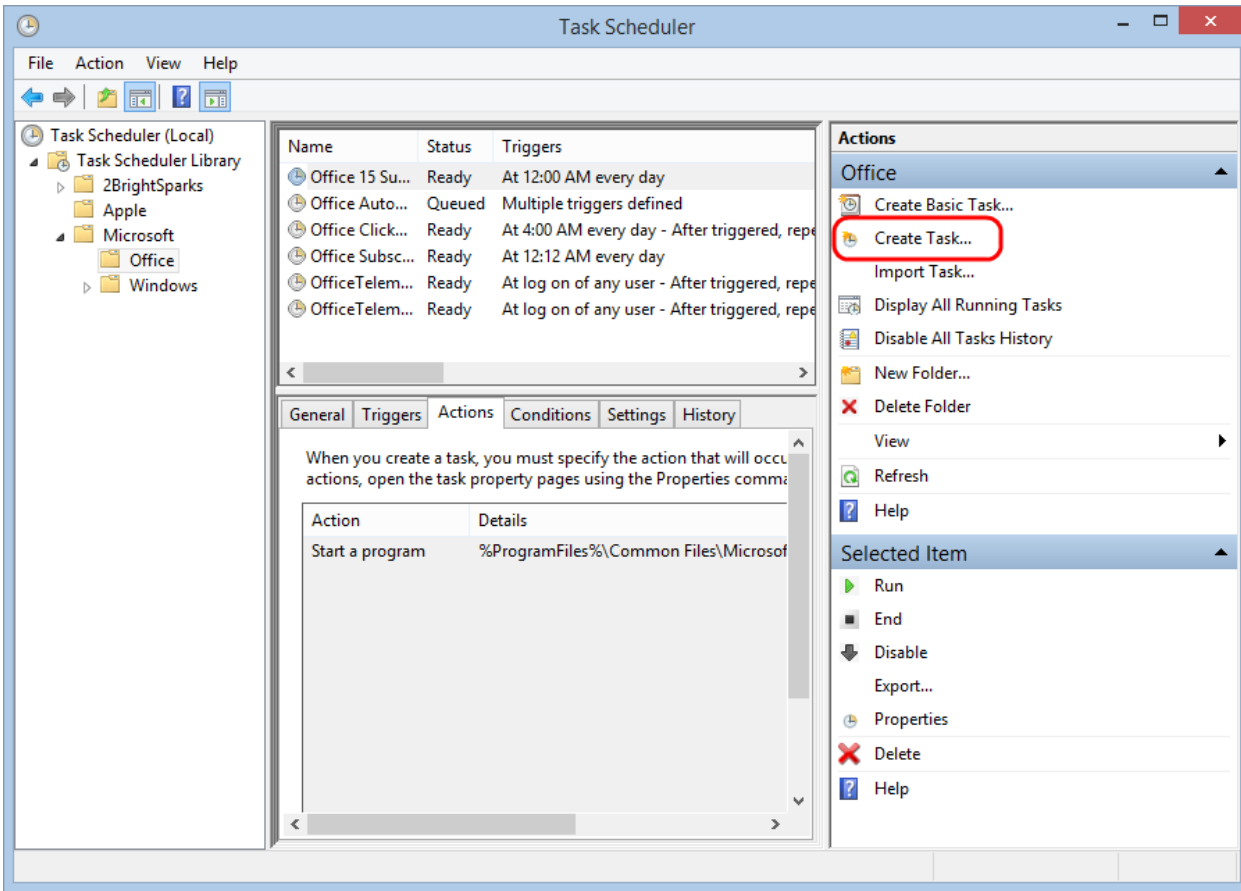 Task Scheduler
File Action View Help
Task Scheduler (Local)
Task Scheduler Library
2BrightSparks
Apple
Microsoft
Office
Windows
Name Status Triggers
Office 15 Su... Ready At 12:00 AM every day
Office Auto... Queued Multiple triggers defined
Office Click... Ready At 4:00 AM every day - After triggered, repe
Office Subsc... Ready At 12:12 AM every day
OfficeTelem... Ready At log on of any user - After triggered, repe
OfficeTelem... Ready At log on of any user - After triggered, repe
General Triggers Actions Conditions Settings History
When you create a task, you must specify the action that will occu
actions, open the task property pages using the Properties comma
Action Details
Start a program %ProgramFiles%\Common Files\Microsof
Actions
Office
Create Basic Task...
Create Task...
Import Task...
Display All Running Tasks
Disable All Tasks History
New Folder...
Delete Folder
View
Refresh
Help
Selected Item
Run
End
Disable
Export...
Properties
Delete
Help